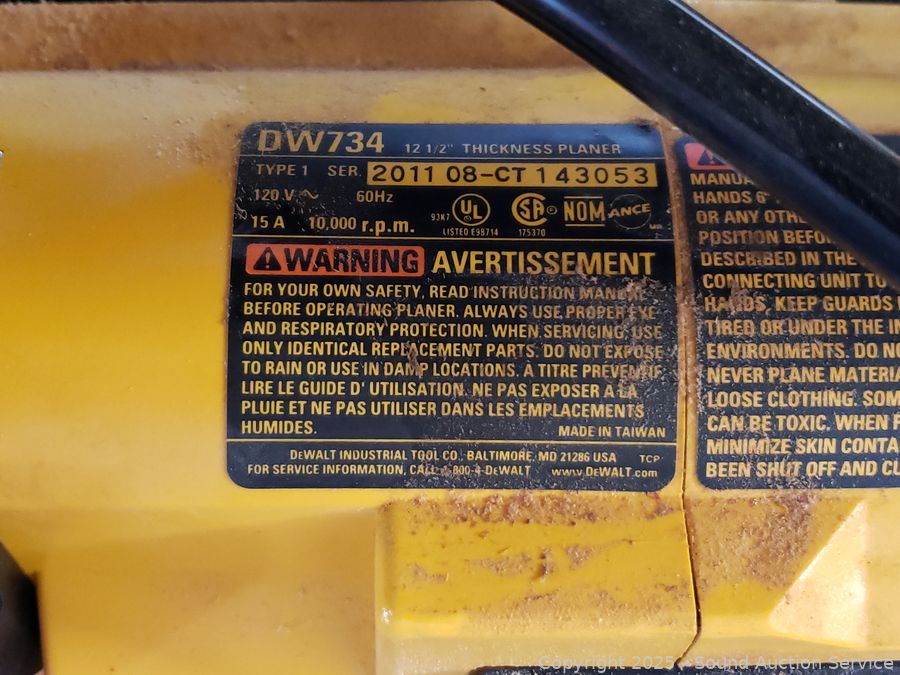 DW734 12 1/2" THICKNESS PLANER
TYPE 1 SER. 2011 08-CT 143053
120 V ~ 60Hz
15 A 10,000 r.p.m. 93K7 UL LISTED E98714 SA 175370 NOM ANCE
WARNING AVERTISSEMENT
FOR YOUR OWN SAFETY, READ INSTRUCTION MANUAL
BEFORE OPERATING PLANER. ALWAYS USE PROPER EYE
AND RESPIRATORY PROTECTION. WHEN SERVICING, USE
ONLY IDENTICAL REPLACEMENT PARTS. DO NOT EXPOSE
TO RAIN OR USE IN DAMP LOCATIONS. A TITRE PREVENTIF
LIRE LE GUIDE D' UTILISATION. NE PAS EXPOSER A LA
PLUIE ET NE PAS UTILISER DANS LES EMPLACEMENTS
HUMIDES.
MADE IN TAIWAN
DEWALT INDUSTRIAL TOOL CO., BALTIMORE, MD 21286 USA TCP
FOR SERVICE INFORMATION, CALL 1-800-4-DEWALT www.DEWALT.com
MANUA
HANDS 6"
OR ANY OTH
POSITION BEFOR
DESCRIBED IN THE
CONNECTING UNIT TO
HANDS. KEEP GUARDS
TIRED OR UNDER THE IN
ENVIRONMENTS. DO NO
NEVER PLANE MATERIA
LOOSE CLOTHING. SOM
CAN BE TOXIC. WHEN P
MINIMIZE SKIN CONTA
BEEN SHUT OFF AND CU
Copyright 2025 - Sound Auction Service